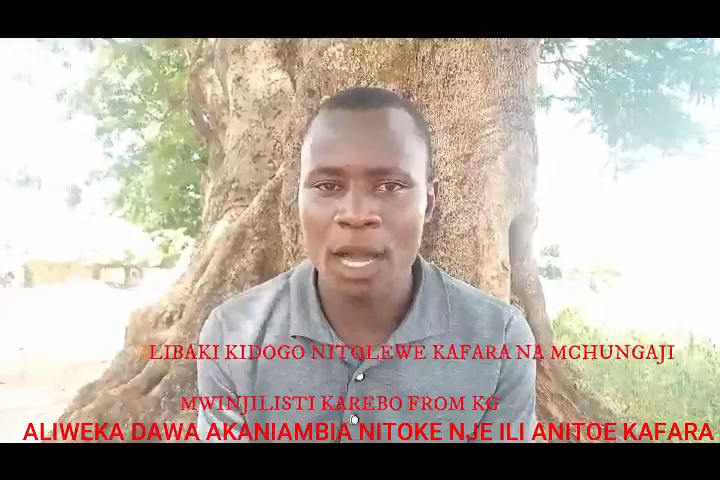 LIBAKI KIDOGO NITOLEWE KAFARA NA MCHUNGAJI
MWINJILISTI KAREBO FROM KG
ALIWEKA DAWA AKANIAMBIA NITOKE NJE ILI ANITOE KAFARA